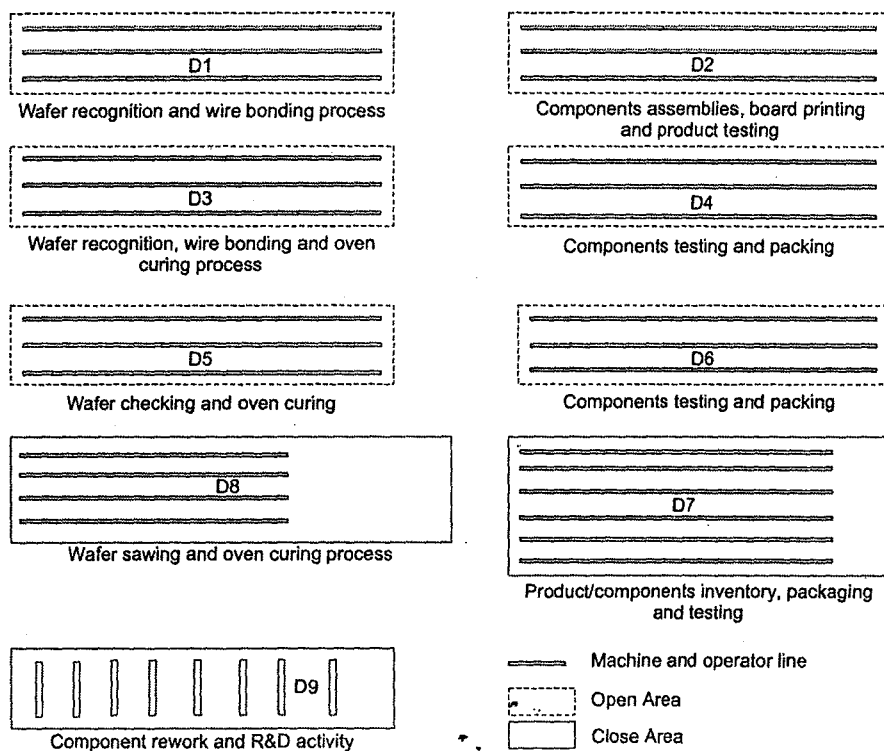 D1
Wafer recognition and wire bonding process
D2
Components assemblies, board printing
and product testing
D3
Wafer recognition, wire bonding and oven
curing process
D4
Components testing and packing
D5
Wafer checking and oven curing
D6
Components testing and packing
D8
Wafer sawing and oven curing process
D7
Product/components inventory, packaging
and testing
D9
Component rework and R&D activity
Machine and operator line
Open Area
Close Area